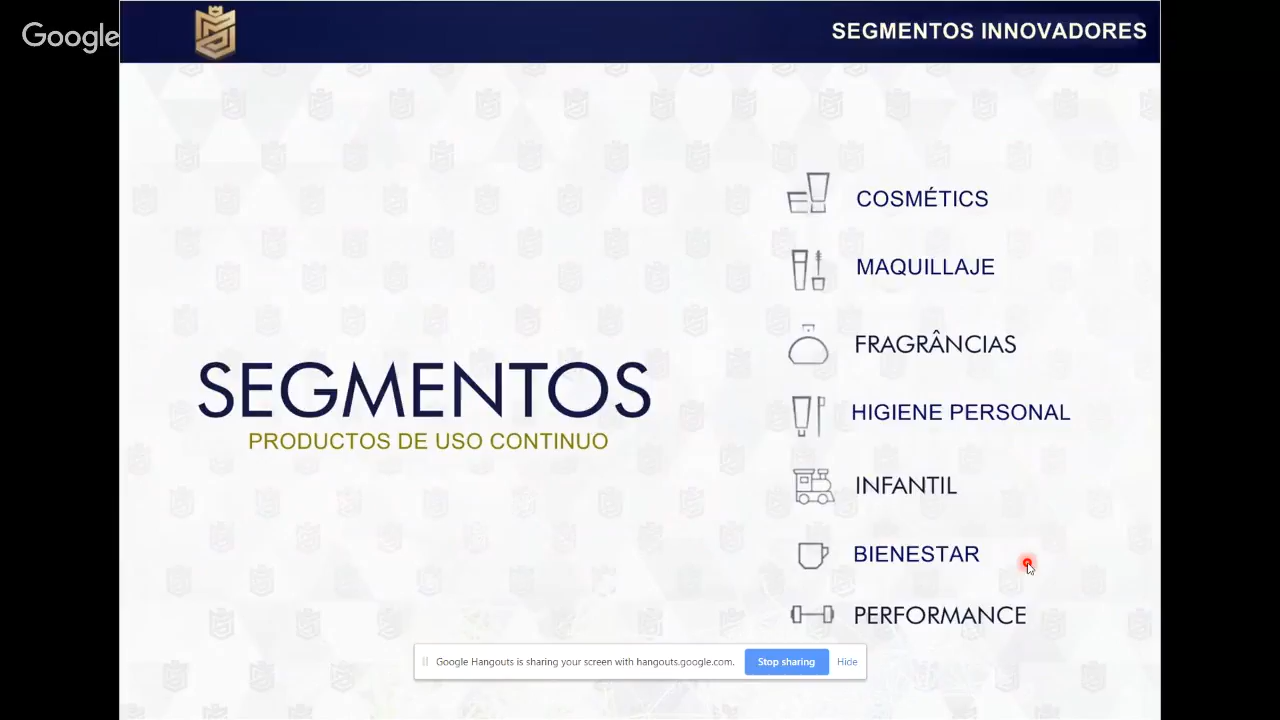 Google
SEGMENTOS INNOVADORES
COSMÉTICS
MAQUILLAJE
FRAGRÂNCIAS
SEGMENTOS
HIGIENE PERSONAL
PRODUCTOS DE USO CONTINUO
INFANTIL
BIENESTAR
PERFORMANCE
Google Hangouts is sharing your screen with hangouts.google.com. Stop sharing Hide